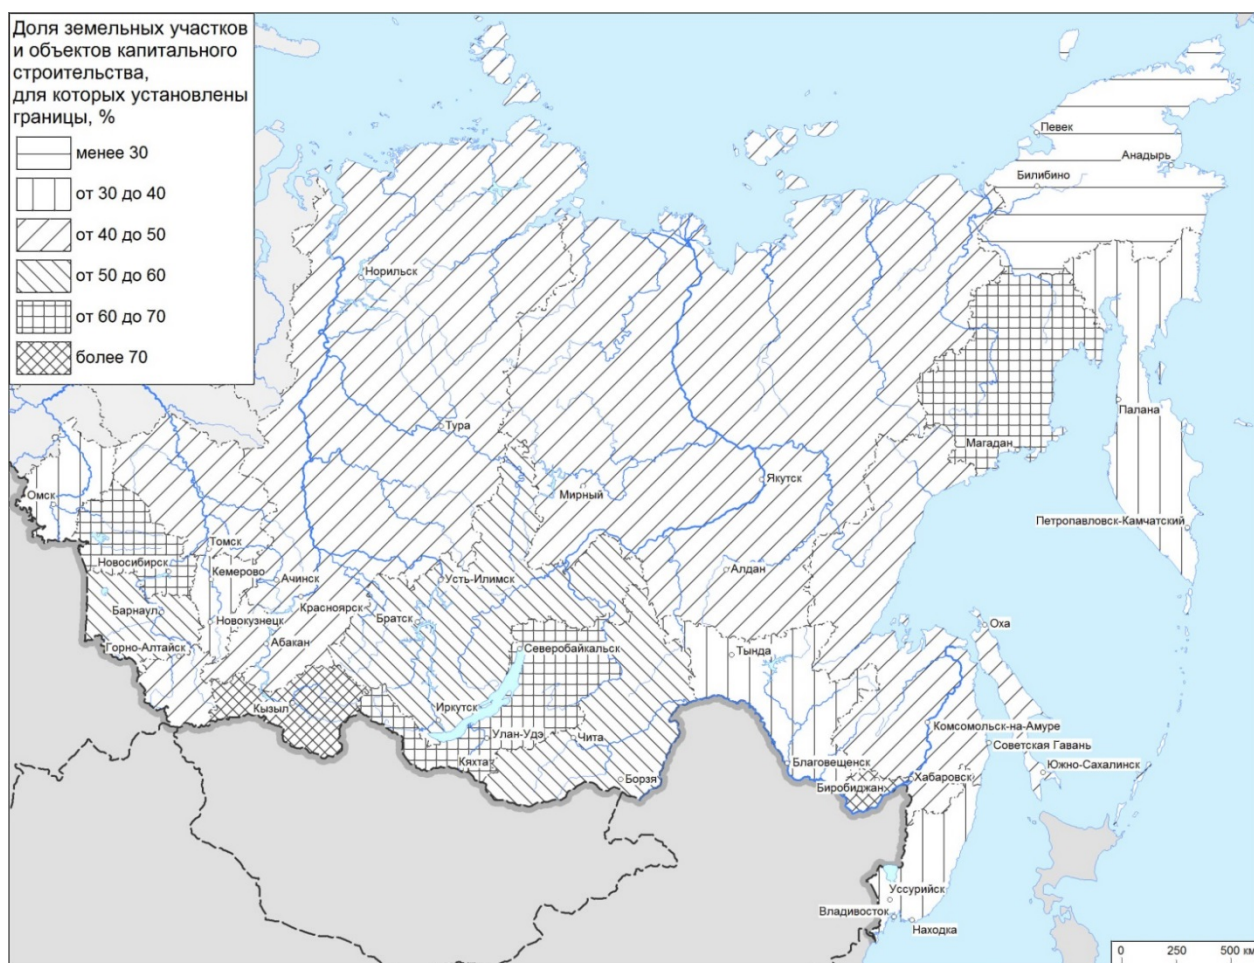 Доля земельных участков
и объектов капитального
строительства,
для которых установлены
границы, %
менее 30
от 30 до 40
от 40 до 50
от 50 до 60
от 60 до 70
более 70
Певек
Анадырь
Билибино
Норильск
Тура
Палана
Магадан
Мирный
Якутск
Омск
Петропавловск-Камчатский
Томск
Новосибирск
Кемерово
Ачинск
Усть-Илимск
Алдан
Барнаул
Новокузнецк
Красноярск
Братск
Оха
Горно-Алтайск
Абакан
Северобайкальск
Тында
Кызыл
Иркутск
Улан-Удэ
Чита
Комсомольск-на-Амуре
Советская Гавань
Кяхта
Борзя
Благовещенск
Южно-Сахалинск
Биробиджан
Хабаровск
Уссурийск
Владивосток
Находка
0 250 500 км